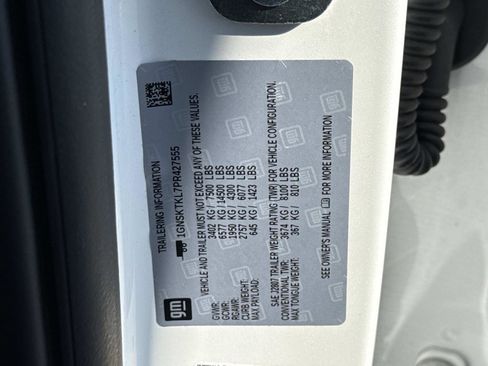 TRAILERING INFORMATION
1GNSKTKL7PR427555
VEHICLE AND TRAILER MUST NOT EXCEED ANY OF THESE VALUES.
GVWR: 3402 KG / 7500 LBS
GCWR: 6577 KG / 14500 LBS
RGAWR: 1950 KG / 4300 LBS
CURB WEIGHT: 2757 KG / 6077 LBS
MAX PAYLOAD: 645 KG / 1423 LBS
SAE J2807 TRAILER WEIGHT RATING (TWR) FOR VEHICLE CONFIGURATION.
CONVENTIONAL TWR: 3674 KG / 8100 LBS
MAX TONGUE WEIGHT: 367 KG / 810 LBS
SEE OWNER'S MANUAL FOR MORE INFORMATION.
gm